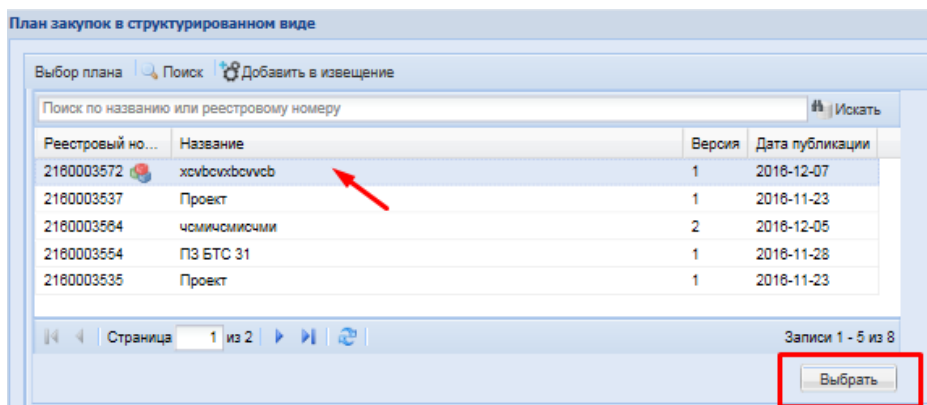 План закупок в структурированном виде
Выбор плана Поиск Добавить в извещение
Поиск по названию или реестровому номеру Искать
Реестровый но... Название Версия Дата публикации
2160003572 xcvbcvxbcvvcb 1 2016-12-07
2160003537 Проект 1 2016-11-23
2160003564 чсмичсмисчми 2 2016-12-05
2160003554 ПЗ БТС 31 1 2016-11-28
2160003535 Проект 1 2016-11-23
Страница 1 из 2 Записи 1 - 5 из 8
Выбрать